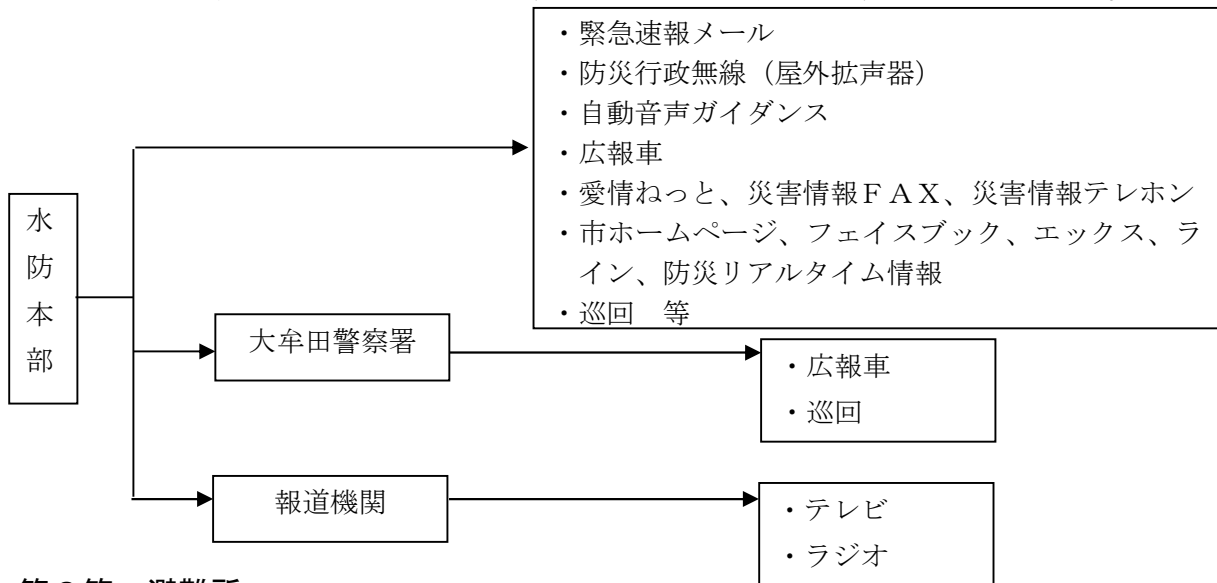 ・緊急速報メール
・防災行政無線（屋外拡声器）
・自動音声ガイダンス
・広報車
・愛情ねっと、災害情報ＦＡＸ、災害情報テレホン
・市ホームページ、フェイスブック、エックス、ラ
イン、防災リアルタイム情報
・巡回　等
水防本部
大牟田警察署
・広報車
・巡回
報道機関
・テレビ
・ラジオ